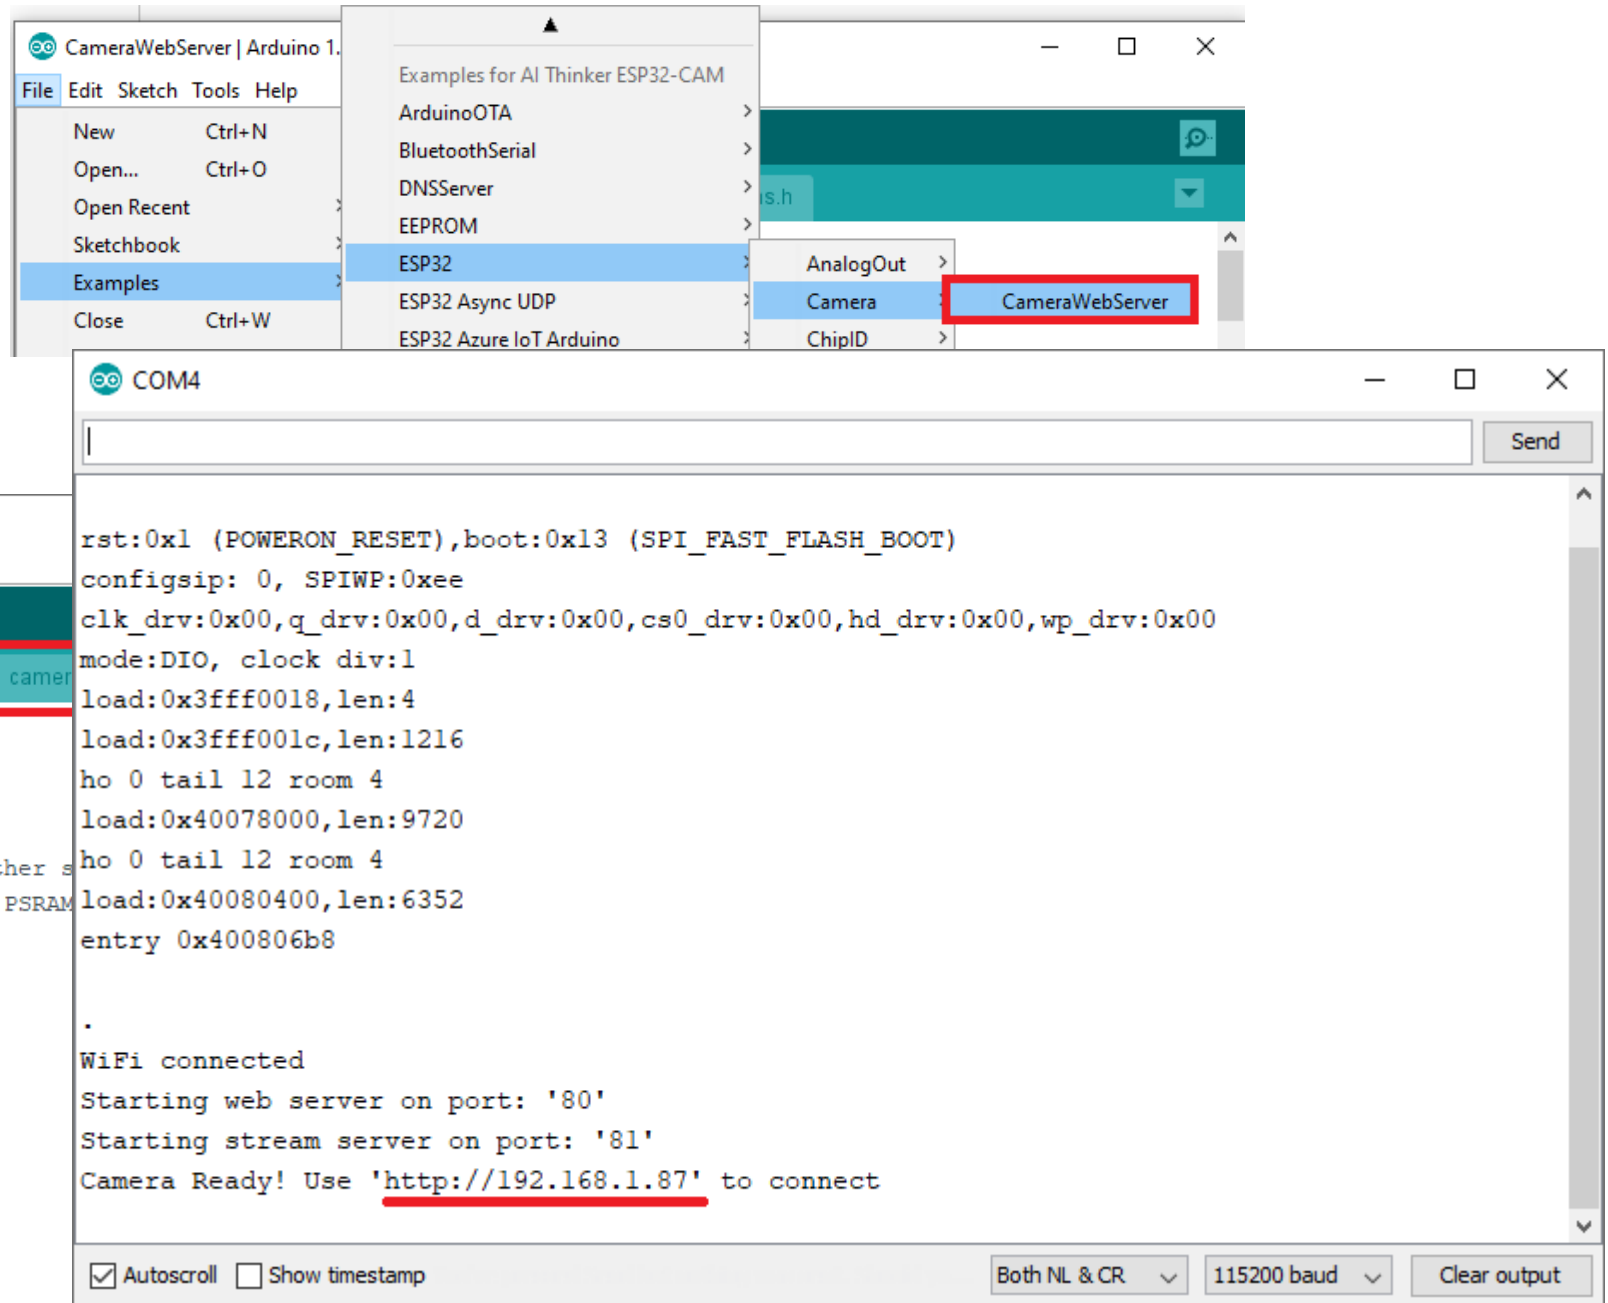 CameraWebServer | Arduino 1.
File Edit Sketch Tools Help
New Ctrl+N
Open... Ctrl+O
Open Recent
Sketchbook
Examples
Close Ctrl+W
Examples for AI Thinker ESP32-CAM
ArduinoOTA
BluetoothSerial
DNSServer
EEPROM
ESP32
ESP32 Async UDP
ESP32 Azure IoT Arduino
ns.h
AnalogOut
Camera
ChipID
CameraWebServer
COM4
Send
camer
ther s
PSRAM
rst:0x1 (POWERON_RESET),boot:0x13 (SPI_FAST_FLASH_BOOT)
configsip: 0, SPIWP:0xee
clk_drv:0x00,q_drv:0x00,d_drv:0x00,cs0_drv:0x00,hd_drv:0x00,wp_drv:0x00
mode:DIO, clock div:1
load:0x3fff0018,len:4
load:0x3fff001c,len:1216
ho 0 tail 12 room 4
load:0x40078000,len:9720
ho 0 tail 12 room 4
load:0x40080400,len:6352
entry 0x400806b8
.
WiFi connected
Starting web server on port: '80'
Starting stream server on port: '81'
Camera Ready! Use 'http://192.168.1.87' to connect
Autoscroll Show timestamp Both NL & CR 115200 baud Clear output